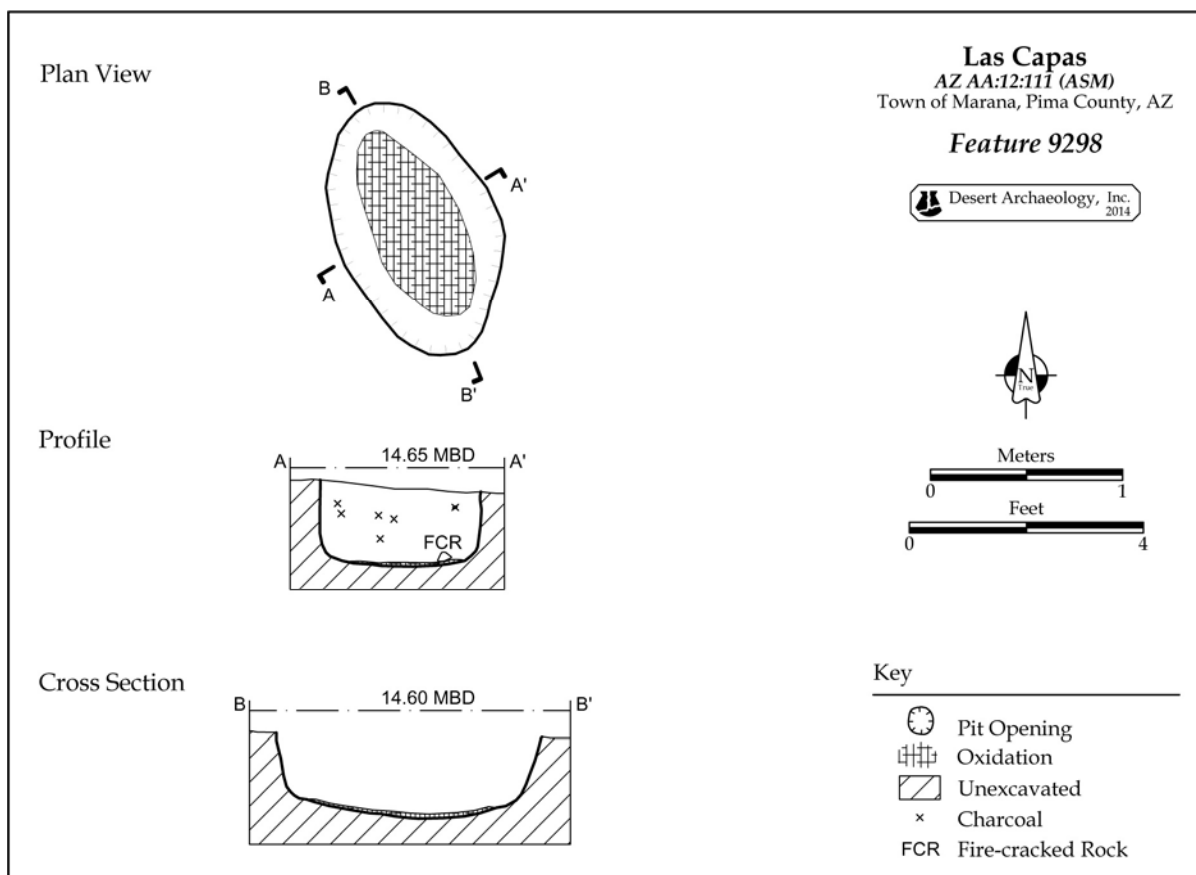 Plan View
Las Capas
AZ AA:12:111 (ASM)
Town of Marana, Pima County, AZ
Feature 9298
Desert Archaeology, Inc.
2014
B
A'
A
B'
N
True
Profile
A 14.65 MBD A'
FCR
Meters
0 1
Feet
0 4
Cross Section
B 14.60 MBD B'
Key
Pit Opening
Oxidation
Unexcavated
× Charcoal
FCR Fire-cracked Rock